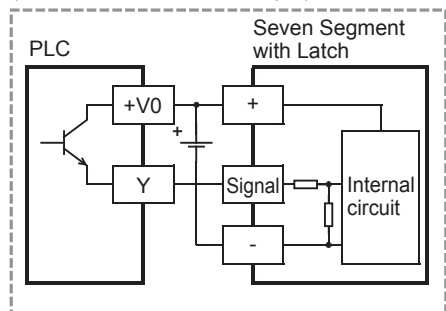 PLC
Seven Segment
with Latch
+V0
+
+
Y
Signal
Internal
circuit
-